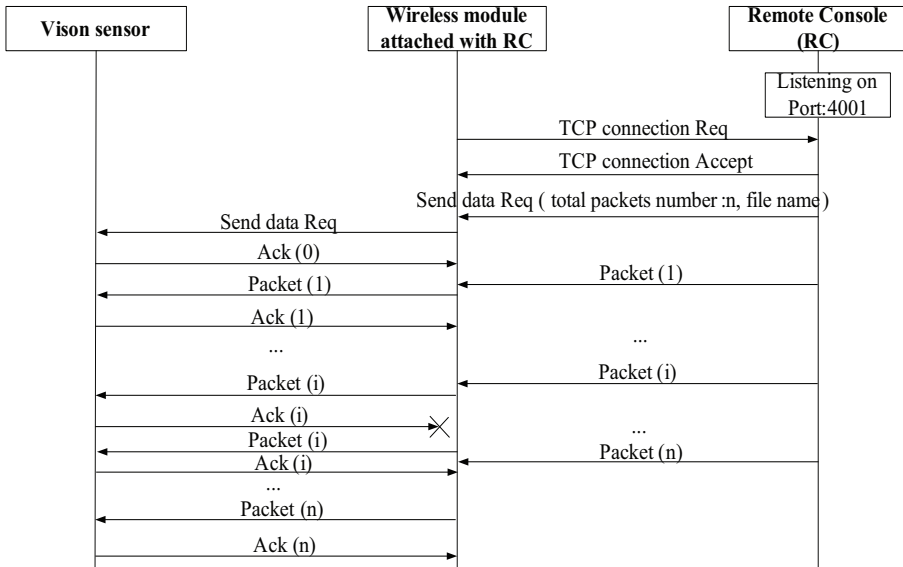 Vison sensor
Wireless module
attached with RC
Remote Console
(RC)
Listening on
Port:4001
TCP connection Req
TCP connection Accept
Send data Req ( total packets number :n, file name )
Send data Req
Ack (0)
Packet (1)
Packet (1)
Ack (1)
...
...
Packet (i)
Packet (i)
Ack (i)
...
Packet (i)
Packet (n)
Ack (i)
...
Packet (n)
Ack (n)